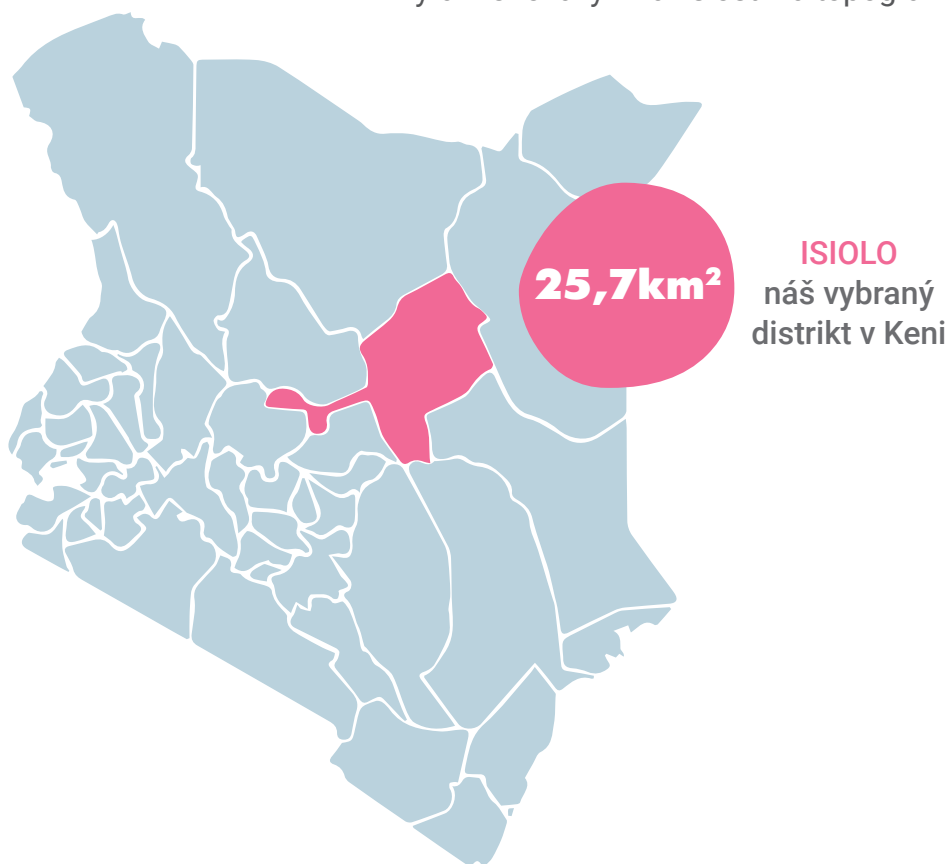 25,7km²
ISIOLO
náš vybraný
distrikt v Keni